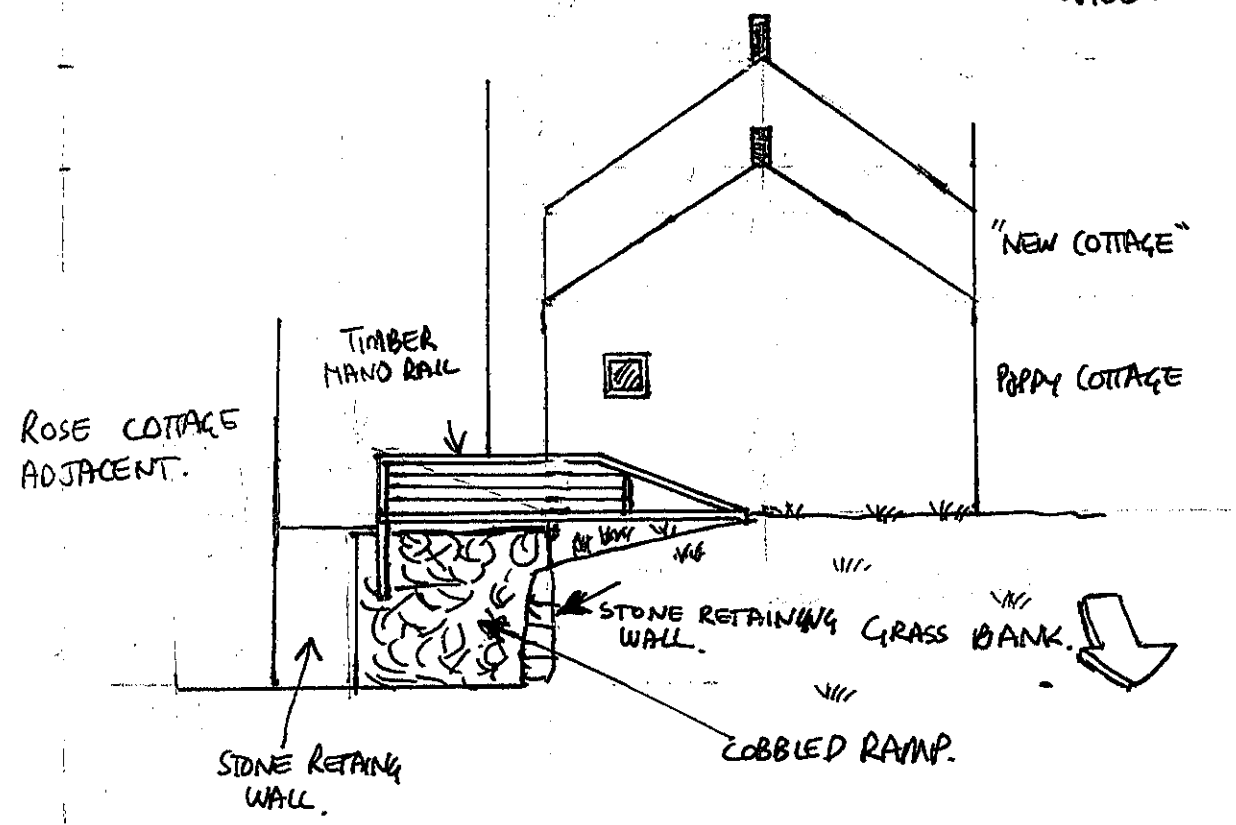 "NEW COTTAGE"
TIMBER
HAND RAIL
POPPY COTTAGE
ROSE COTTAGE
ADJACENT.
STONE RETAINING
WALL.
GRASS BANK.
COBBLED RAMP.
STONE RETAING
WALL.